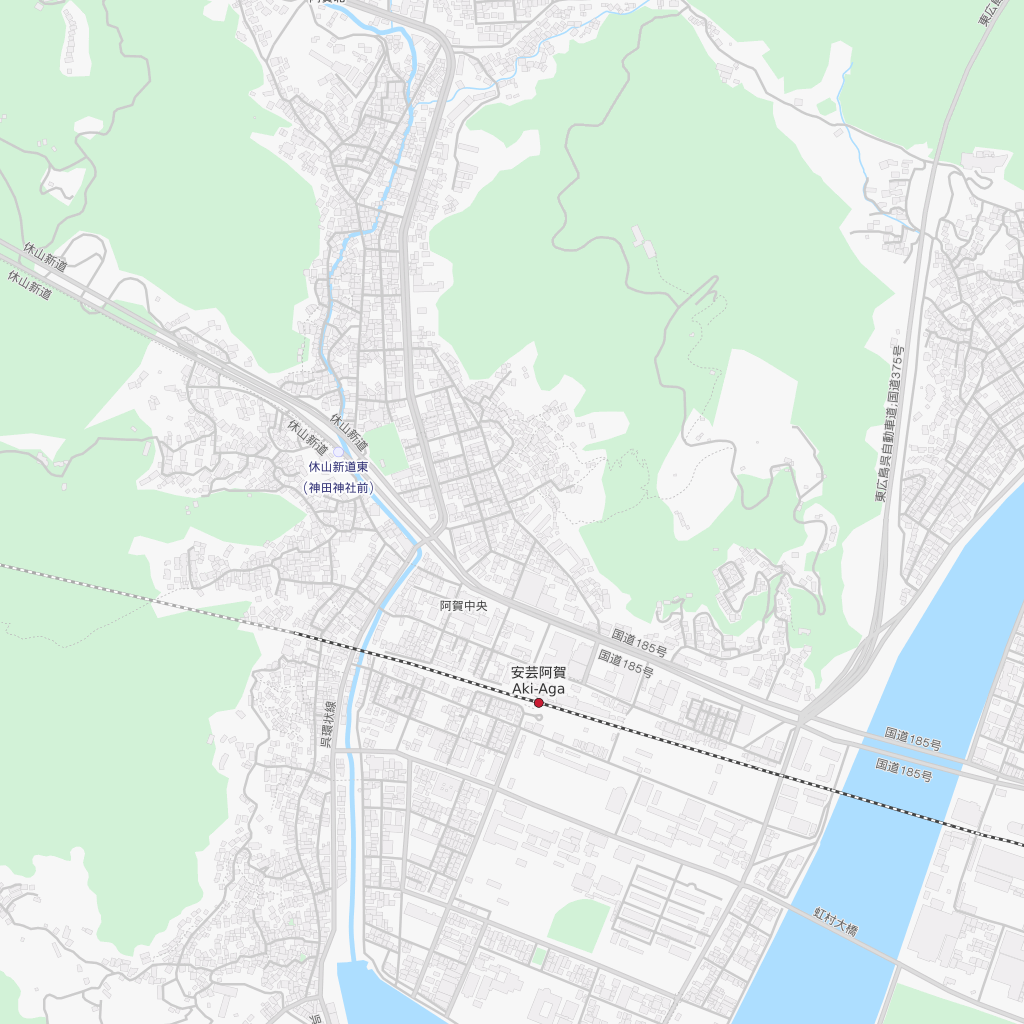 休山新道
休山新道
休山新道
休山新道
休山新道東
(神田神社前)
東広島呉自動車道;国道375号
阿賀中央
国道185号
国道185号
安芸阿賀
Aki-Aga
呉環状線
国道185号
国道185号
虹村大橋